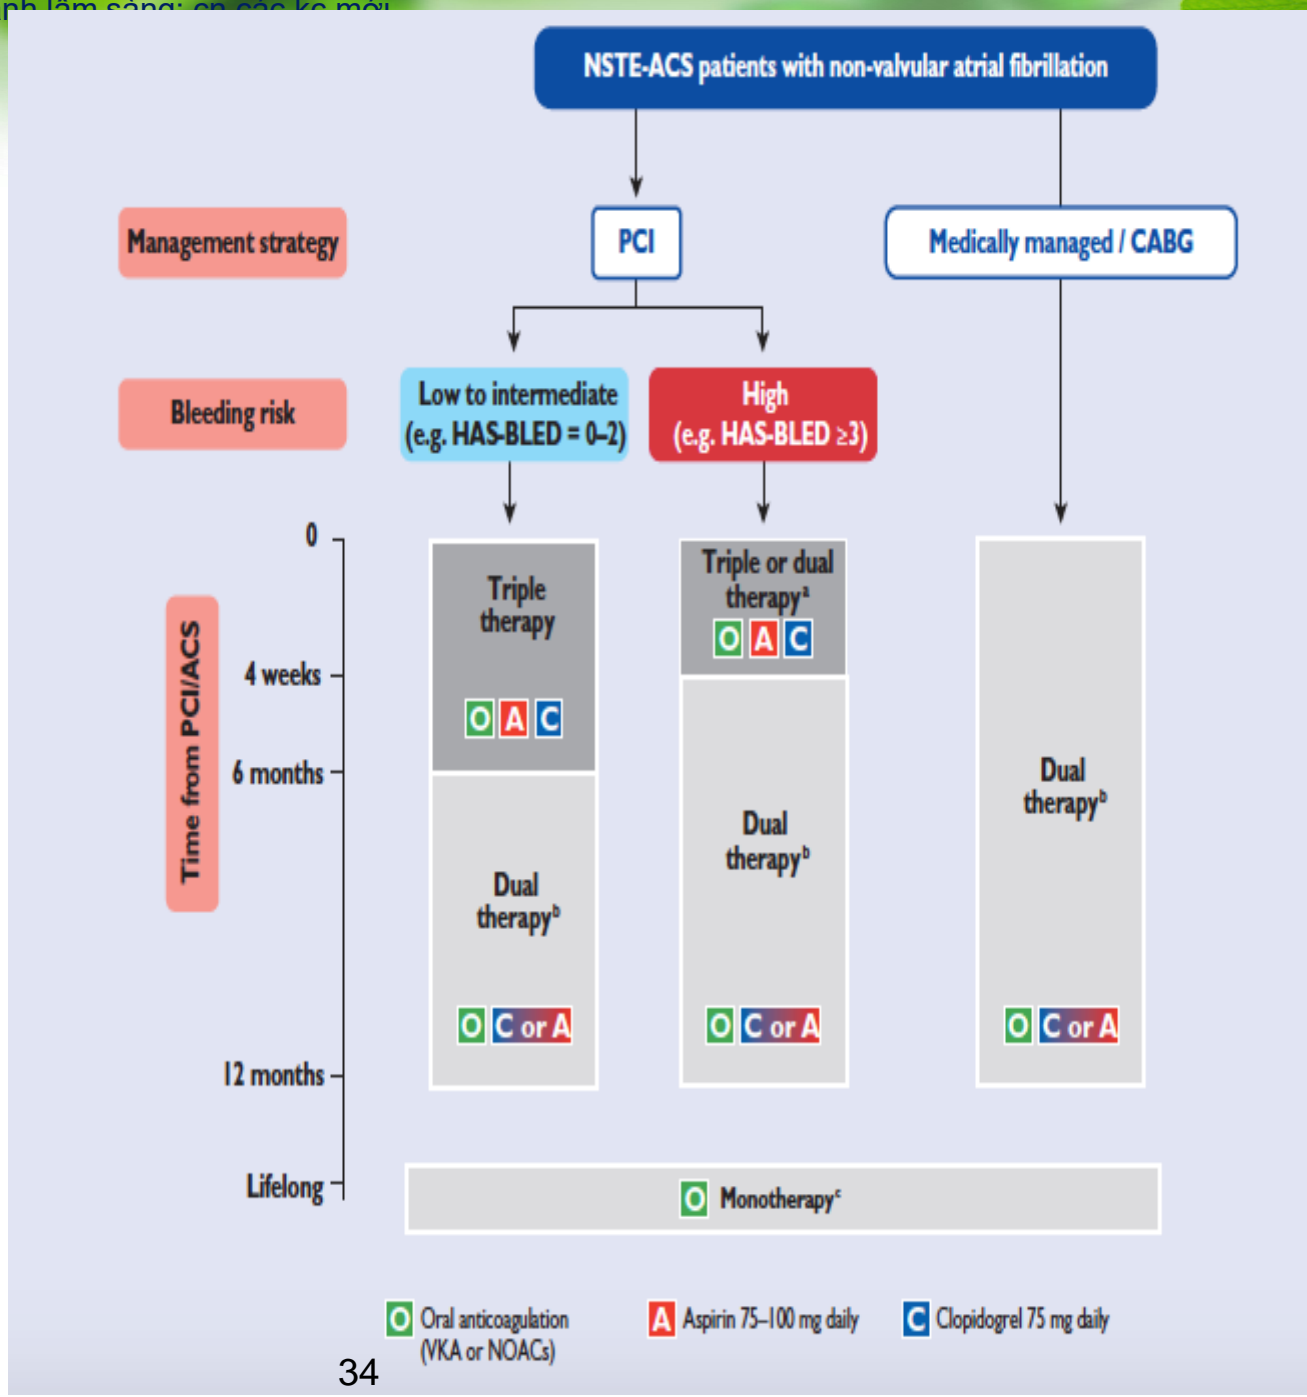 NSTE-ACS patients with non-valvular atrial fibrillation
Management strategy
PCI
Medically managed / CABG
Bleeding risk
Low to intermediate
(e.g. HAS-BLED = 0–2)
High
(e.g. HAS-BLED ≥3)
Time from PCI/ACS
0
4 weeks
6 months
12 months
Lifelong
Triple
therapy
O A C
Dual
therapyᵇ
O C or A
Triple or dual
therapyᵃ
O A C
Dual
therapyᵇ
O C or A
Dual
therapyᵇ
O C or A
O Monotherapyᶜ
O Oral anticoagulation
(VKA or NOACs)
A Aspirin 75–100 mg daily
C Clopidogrel 75 mg daily
34